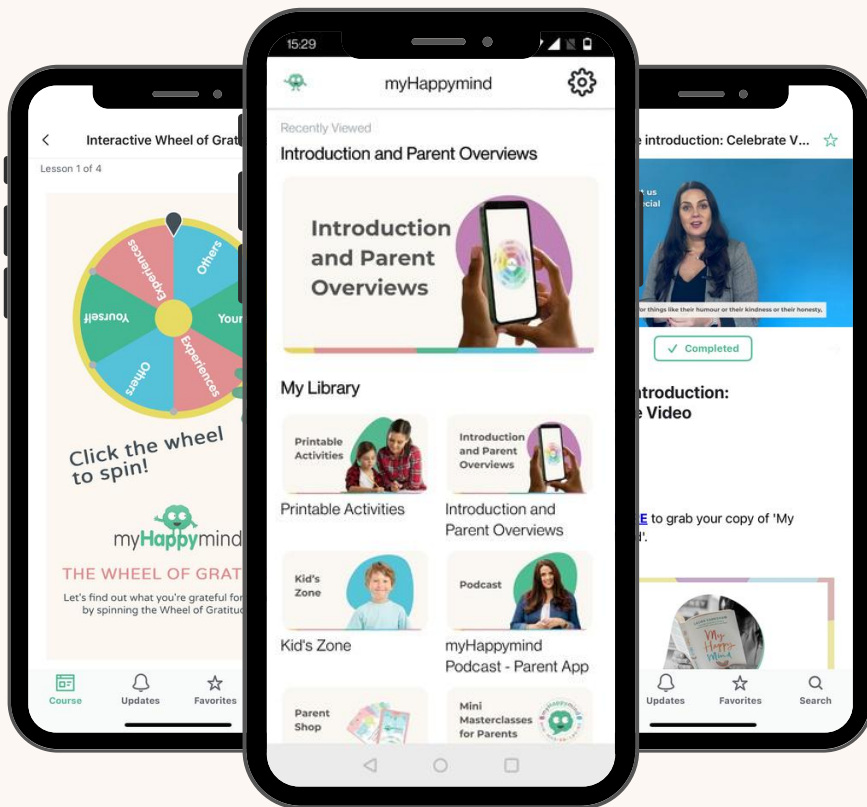 Interactive Wheel of Grat
Lesson 1 of 4
Experiences
Others
Yourself
Your
Others
Experiences
Click the wheel
to spin!
myHappymind
THE WHEEL OF GRAT
Let's find out what you're grateful for
by spinning the Wheel of Gratitud
Course
Updates
Favorites
15:29
myHappymind
Recently Viewed
Introduction and Parent Overviews
Introduction
and Parent
Overviews
My Library
Printable
Activities
Printable Activities
Introduction
and Parent
Overviews
Introduction and
Parent Overviews
Kid's
Zone
Kid's Zone
Podcast
myHappymind
Podcast - Parent App
Parent
Shop
Mini
Masterclasses
for Parents
e introduction: Celebrate V...
us
cial
for things like their humour or their kindness or their honesty,
Completed
ntroduction:
e Video
E to grab your copy of 'My
d'.
My
Happy
Mind
Updates
Favorites
Search